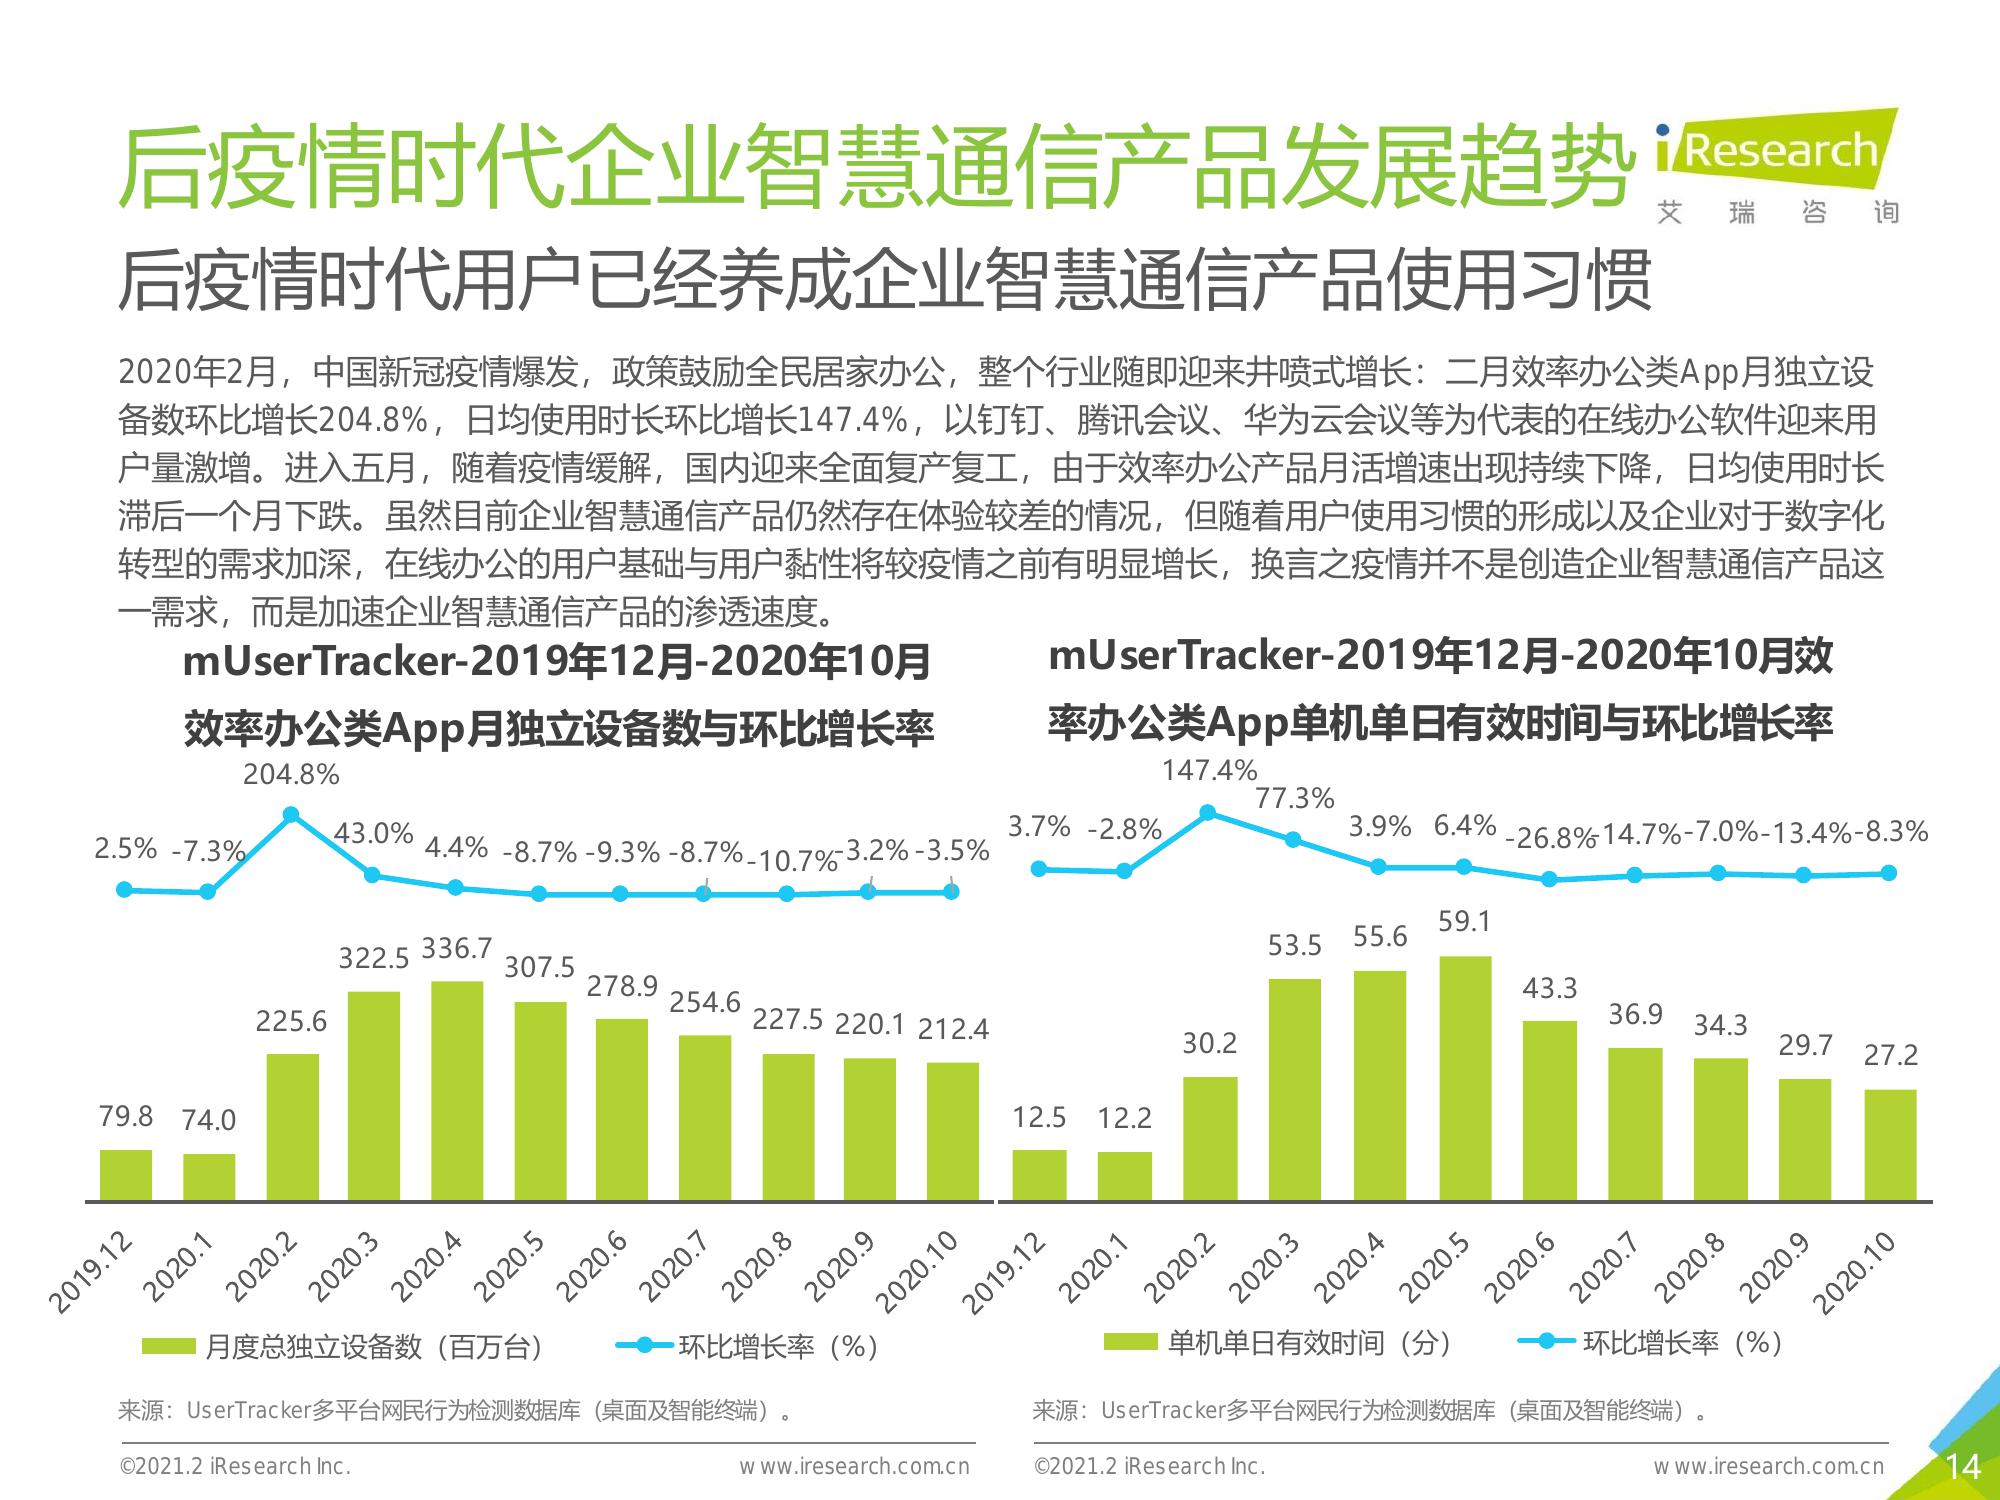 后疫情时代企业智慧通信产品发展趋势
iResearch
艾瑞咨询
后疫情时代用户已经养成企业智慧通信产品使用习惯
2020年2月，中国新冠疫情爆发，政策鼓励全民居家办公，整个行业随即迎来井喷式增长：二月效率办公类App月独立设
备数环比增长204.8%，日均使用时长环比增长147.4%，以钉钉、腾讯会议、华为云会议等为代表的在线办公软件迎来用
户量激增。进入五月，随着疫情缓解，国内迎来全面复产复工，由于效率办公产品月活增速出现持续下降，日均使用时长
滞后一个月下跌。虽然目前企业智慧通信产品仍然存在体验较差的情况，但随着用户使用习惯的形成以及企业对于数字化
转型的需求加深，在线办公的用户基础与用户黏性将较疫情之前有明显增长，换言之疫情并不是创造企业智慧通信产品这
一需求，而是加速企业智慧通信产品的渗透速度。
mUserTracker-2019年12月-2020年10月
效率办公类App月独立设备数与环比增长率
2.5% -7.3% 204.8% 43.0% 4.4% -8.7% -9.3% -8.7% -10.7% -3.2% -3.5%
79.8 74.0 225.6 322.5 336.7 307.5 278.9 254.6 227.5 220.1 212.4
2019.12 2020.1 2020.2 2020.3 2020.4 2020.5 2020.6 2020.7 2020.8 2020.9 2020.10
月度总独立设备数（百万台） 环比增长率（%）
来源：UserTracker多平台网民行为检测数据库（桌面及智能终端）。
©2021.2 iResearch Inc. www.iresearch.com.cn
mUserTracker-2019年12月-2020年10月效
率办公类App单机单日有效时间与环比增长率
3.7% -2.8% 147.4% 77.3% 3.9% 6.4% -26.8% -14.7% -7.0% -13.4% -8.3%
12.5 12.2 30.2 53.5 55.6 59.1 43.3 36.9 34.3 29.7 27.2
2019.12 2020.1 2020.2 2020.3 2020.4 2020.5 2020.6 2020.7 2020.8 2020.9 2020.10
单机单日有效时间（分） 环比增长率（%）
来源：UserTracker多平台网民行为检测数据库（桌面及智能终端）。
©2021.2 iResearch Inc. www.iresearch.com.cn
14